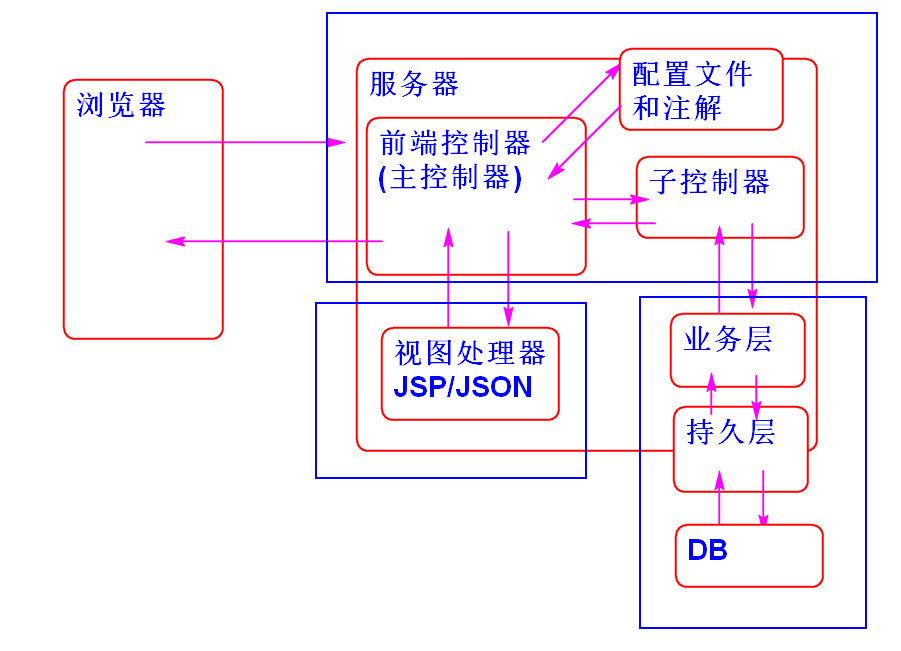 浏览器
服务器
配置文件
和注解
前端控制器
(主控制器)
子控制器
视图处理器
JSP/JSON
业务层
持久层
DB